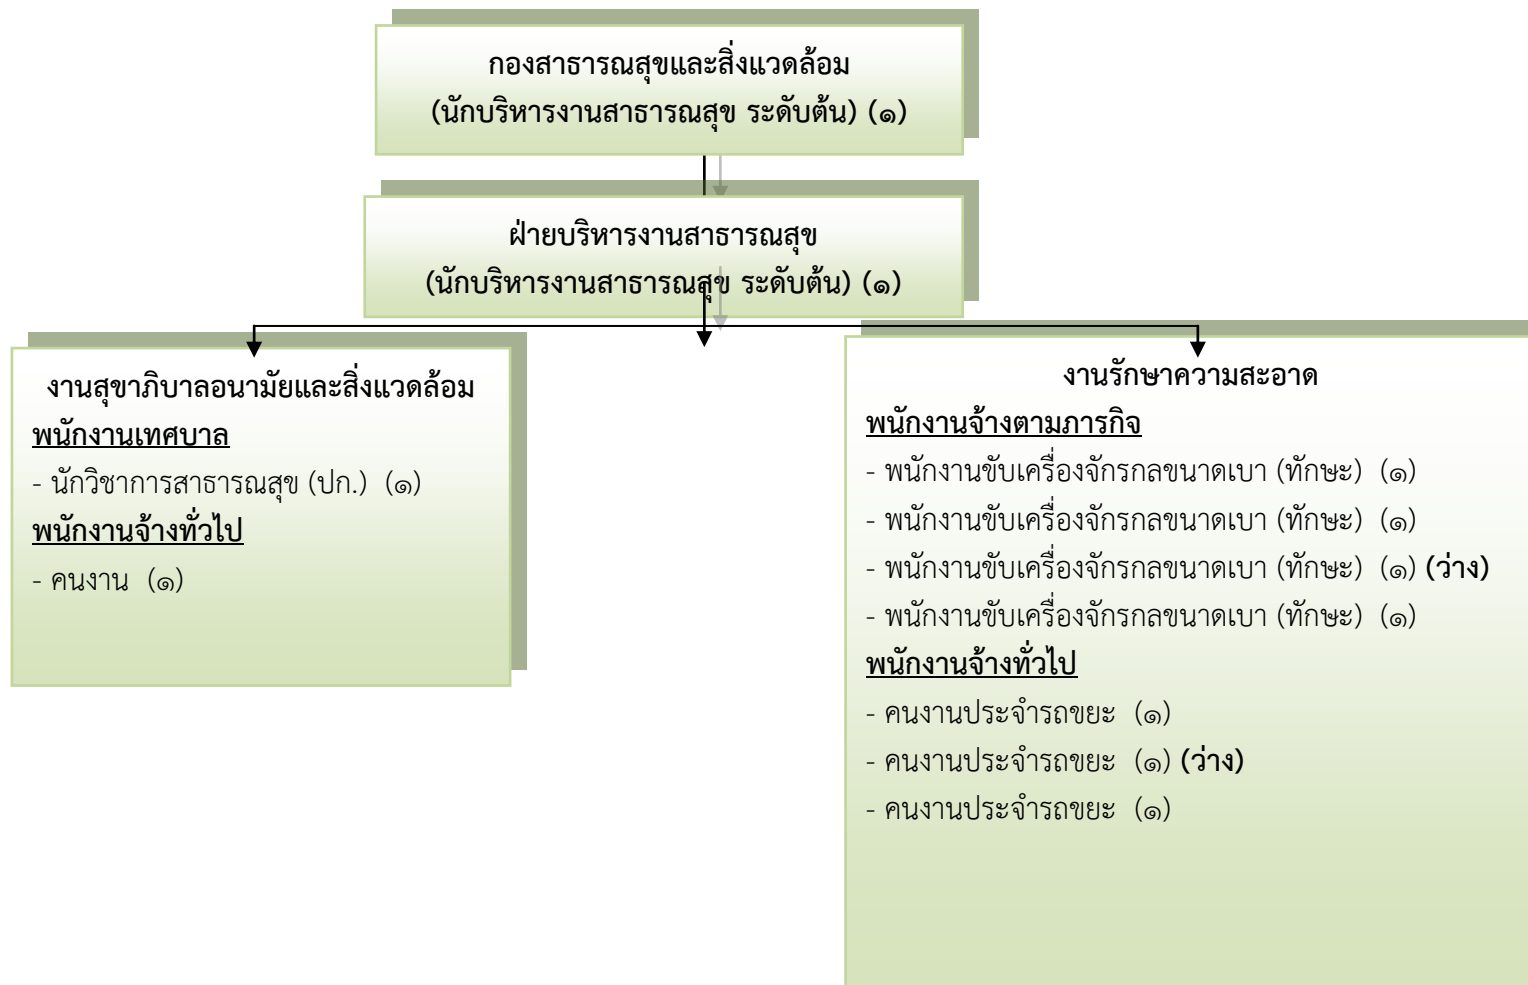 กองสาธารณสุขและสิ่งแวดล้อม
(นักบริหารงานสาธารณสุข ระดับต้น) (๑)
ฝ่ายบริหารงานสาธารณสุข
(นักบริหารงานสาธารณสุข ระดับต้น) (๑)
งานสุขาภิบาลอนามัยและสิ่งแวดล้อม
พนักงานเทศบาล
- นักวิชาการสาธารณสุข (ปก.) (๑)
พนักงานจ้างทั่วไป
- คนงาน (๑)
งานรักษาความสะอาด
พนักงานจ้างตามภารกิจ
- พนักงานขับเครื่องจักรกลขนาดเบา (ทักษะ) (๑)
- พนักงานขับเครื่องจักรกลขนาดเบา (ทักษะ) (๑)
- พนักงานขับเครื่องจักรกลขนาดเบา (ทักษะ) (๑) (ว่าง)
- พนักงานขับเครื่องจักรกลขนาดเบา (ทักษะ) (๑)
พนักงานจ้างทั่วไป
- คนงานประจำรถขยะ (๑)
- คนงานประจำรถขยะ (๑) (ว่าง)
- คนงานประจำรถขยะ (๑)